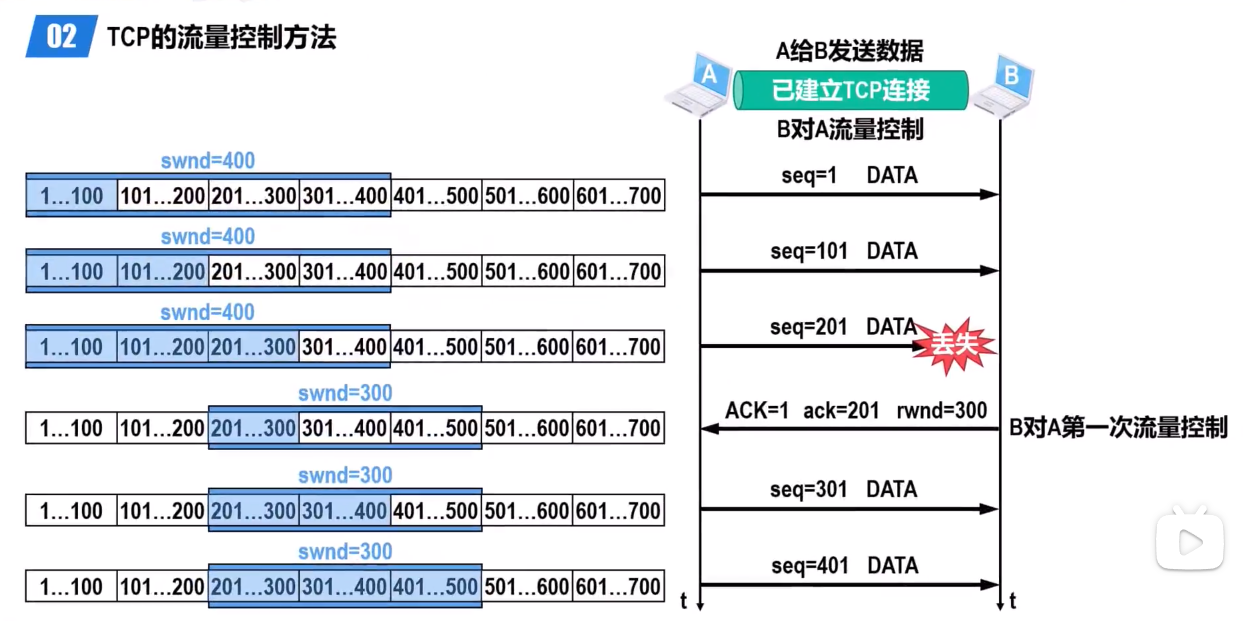 02 TCP的流量控制方法
A给B发送数据
A
B
已建立TCP连接
B对A流量控制
swnd=400
1...100 101...200 201...300 301...400 401...500 501...600 601...700
seq=1 DATA
swnd=400
1...100 101...200 201...300 301...400 401...500 501...600 601...700
seq=101 DATA
swnd=400
1...100 101...200 201...300 301...400 401...500 501...600 601...700
seq=201 DATA
丢失
swnd=300
1...100 101...200 201...300 301...400 401...500 501...600 601...700
ACK=1 ack=201 rwnd=300
B对A第一次流量控制
swnd=300
1...100 101...200 201...300 301...400 401...500 501...600 601...700
seq=301 DATA
swnd=300
1...100 101...200 201...300 301...400 401...500 501...600 601...700
seq=401 DATA
t
t